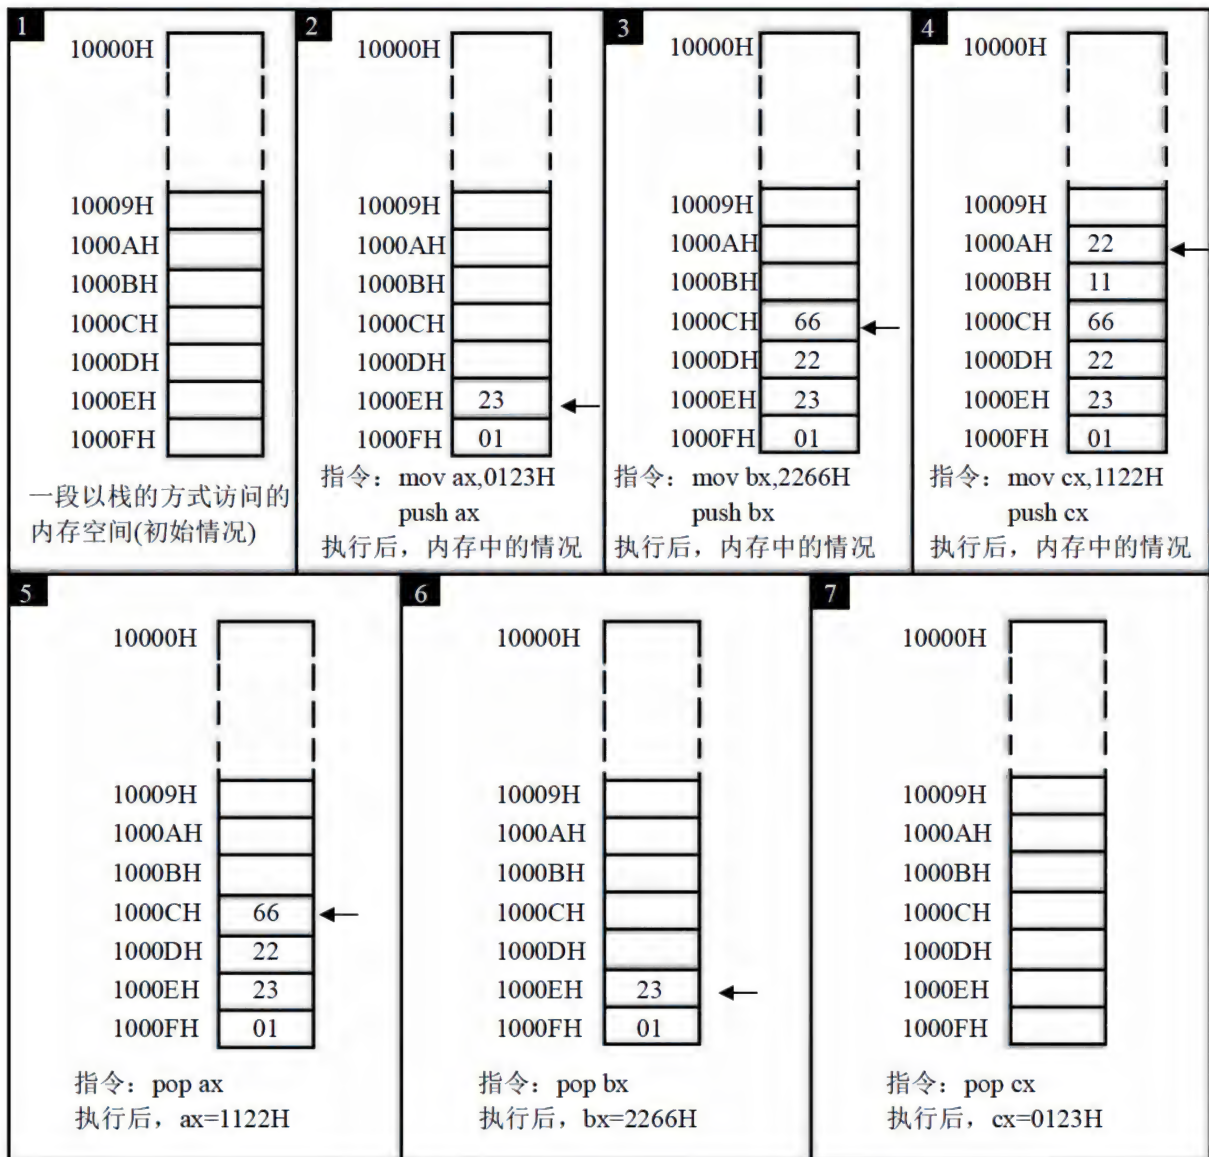 1
10000H
10009H
1000AH
1000BH
1000CH
1000DH
1000EH
1000FH
一段以栈的方式访问的
内存空间(初始情况)
2
10000H
10009H
1000AH
1000BH
1000CH
1000DH
1000EH 23
1000FH 01
指令：mov ax,0123H
push ax
执行后，内存中的情况
3
10000H
10009H
1000AH
1000BH
1000CH 66
1000DH 22
1000EH 23
1000FH 01
指令：mov bx,2266H
push bx
执行后，内存中的情况
4
10000H
10009H
1000AH 22
1000BH 11
1000CH 66
1000DH 22
1000EH 23
1000FH 01
指令：mov cx,1122H
push cx
执行后，内存中的情况
5
10000H
10009H
1000AH
1000BH
1000CH 66
1000DH 22
1000EH 23
1000FH 01
指令：pop ax
执行后，ax=1122H
6
10000H
10009H
1000AH
1000BH
1000CH
1000DH
1000EH 23
1000FH 01
指令：pop bx
执行后，bx=2266H
7
10000H
10009H
1000AH
1000BH
1000CH
1000DH
1000EH
1000FH
指令：pop cx
执行后，cx=0123H